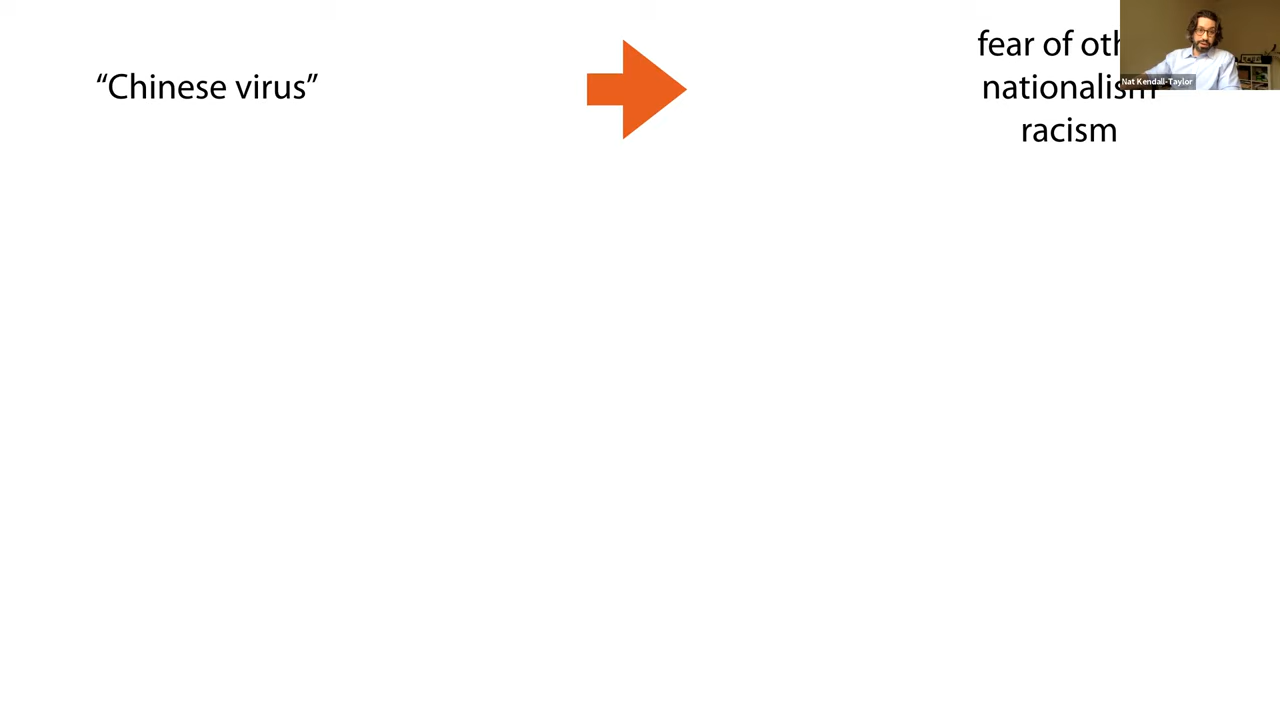 “Chinese virus”
fear of
nationalism
racism
Nat Kendall-Taylor